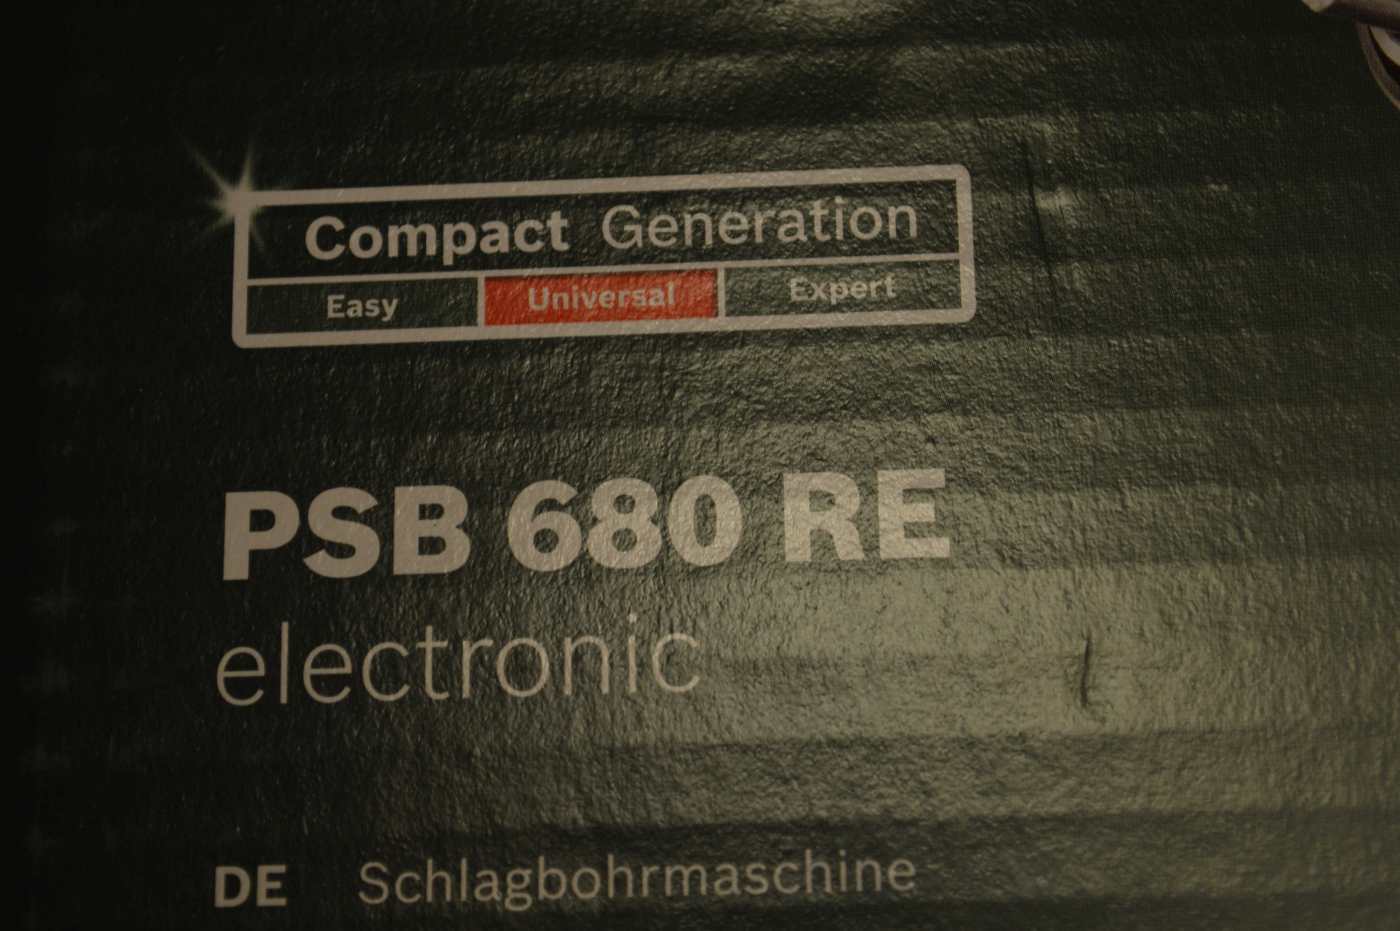 Compact Generation
Easy Universal Expert
PSB 680 RE
electronic
DE Schlagbohrmaschine